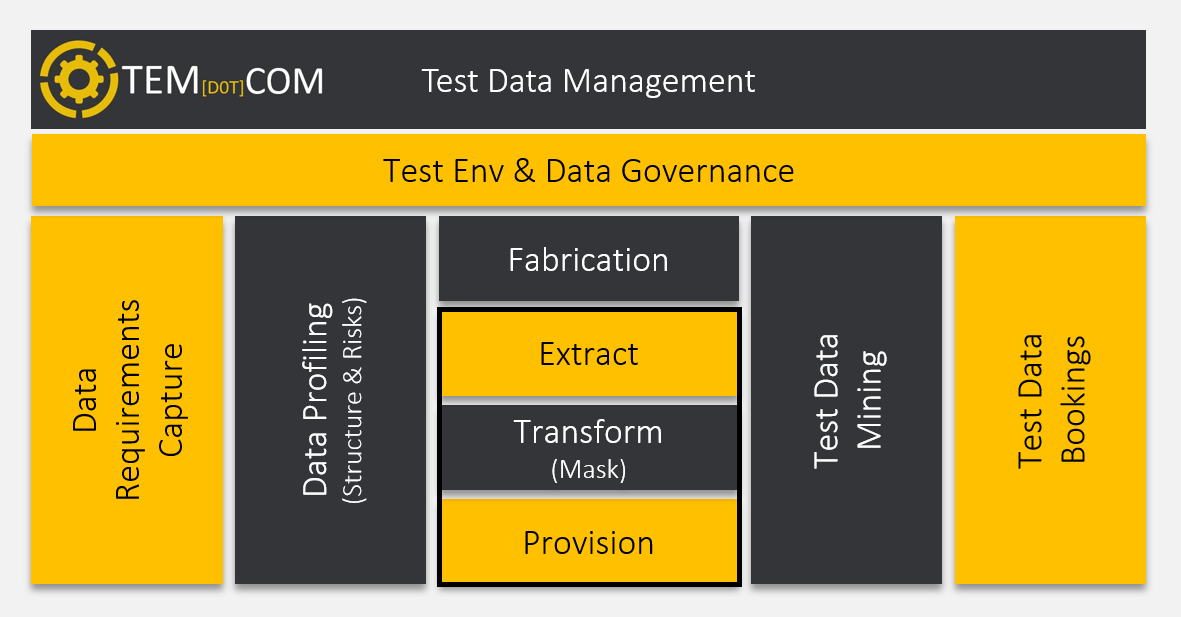 TEM[DOT]COM
Test Data Management
Test Env & Data Governance
Data
Requirements
Capture
Data Profiling
(Structure & Risks)
Fabrication
Extract
Transform
(Mask)
Provision
Test Data
Mining
Test Data
Bookings